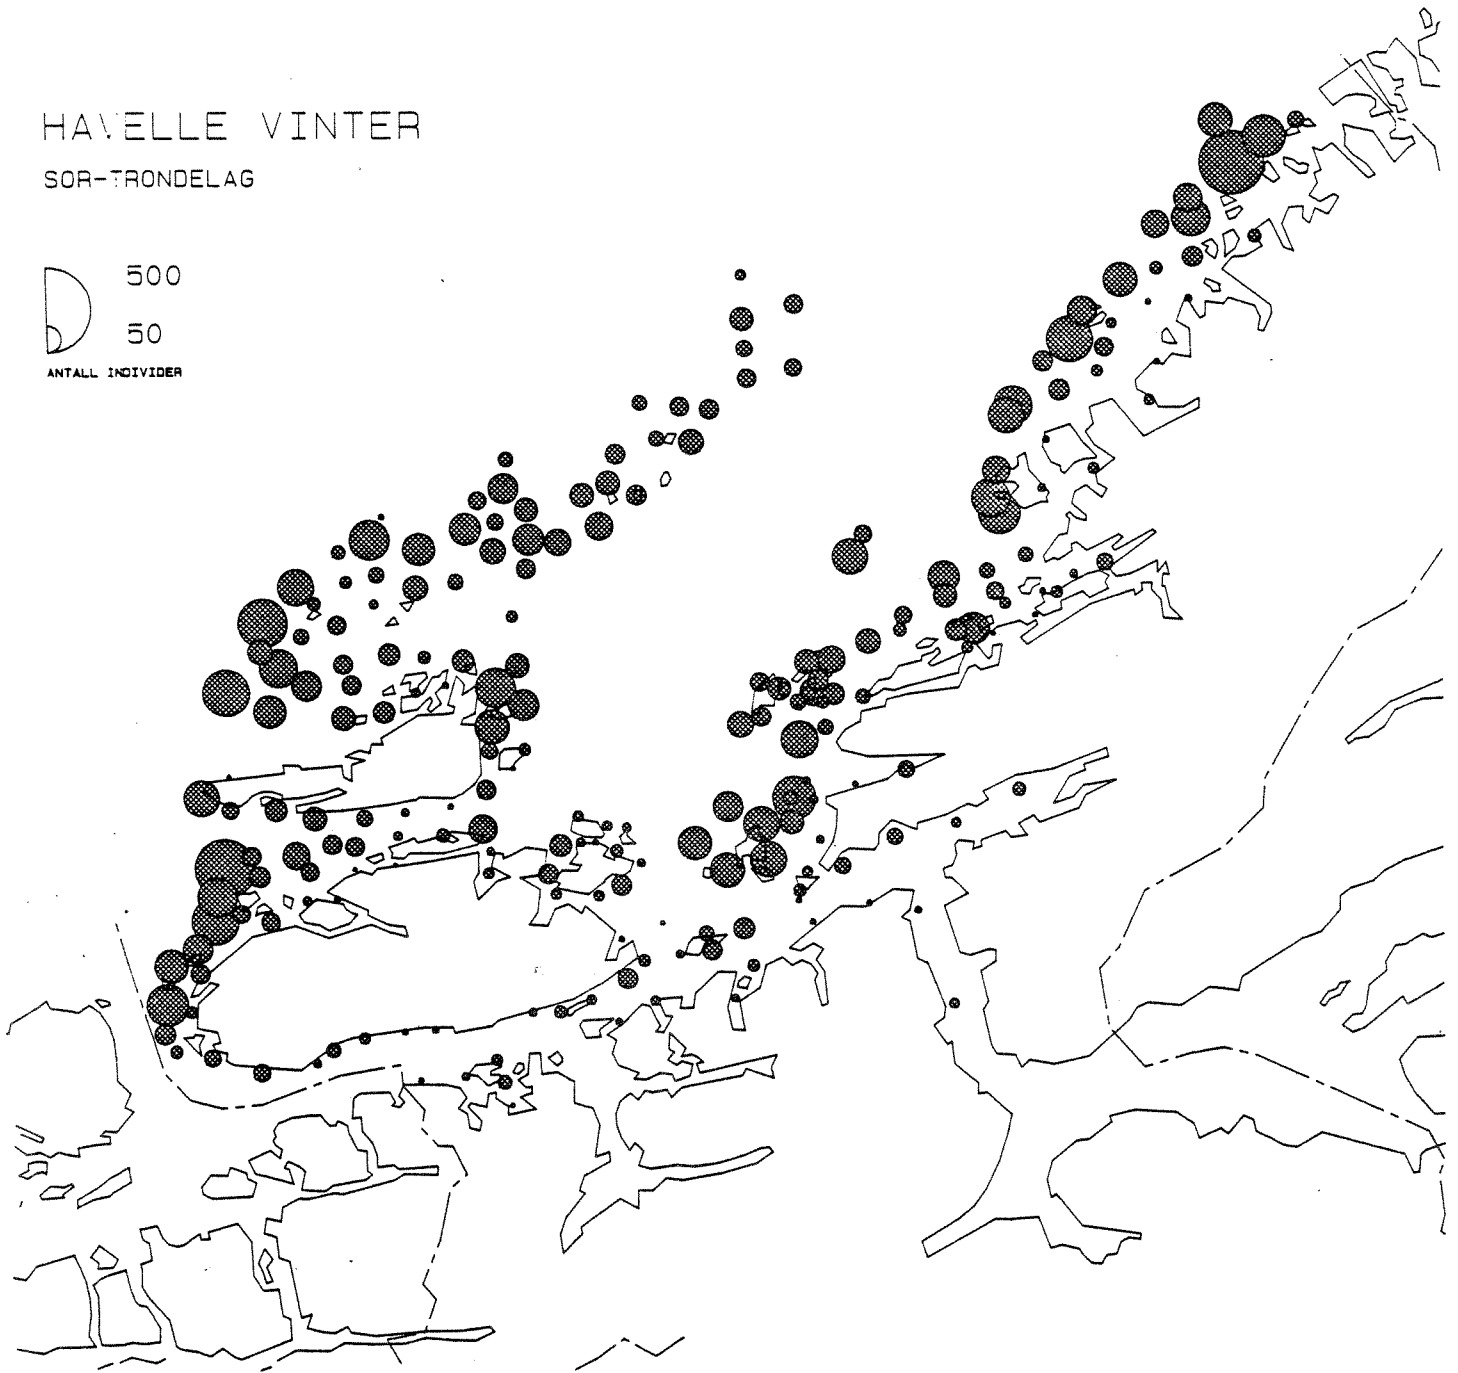 HAVELLE VINTER
SOR-TRONDELAG
500
50
ANTALL INDIVIDER